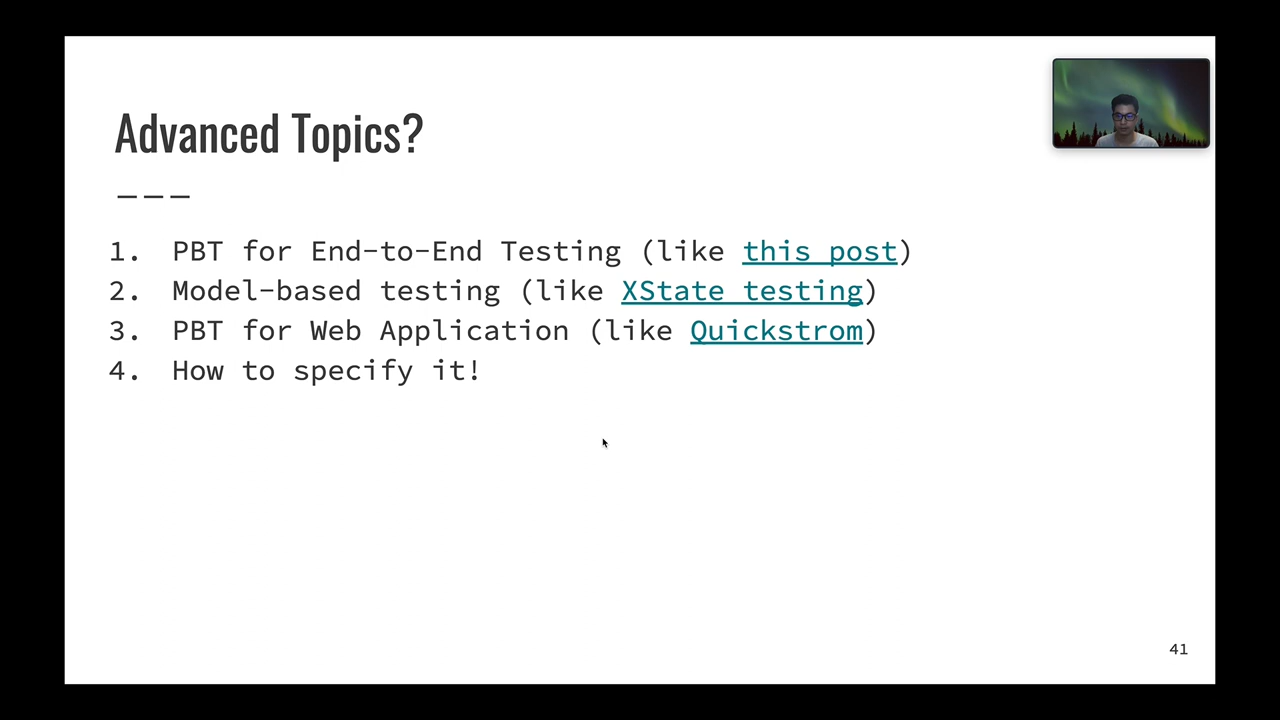 Advanced Topics?
———
1. PBT for End-to-End Testing (like this post)
2. Model-based testing (like XState testing)
3. PBT for Web Application (like Quickstrom)
4. How to specify it!
41